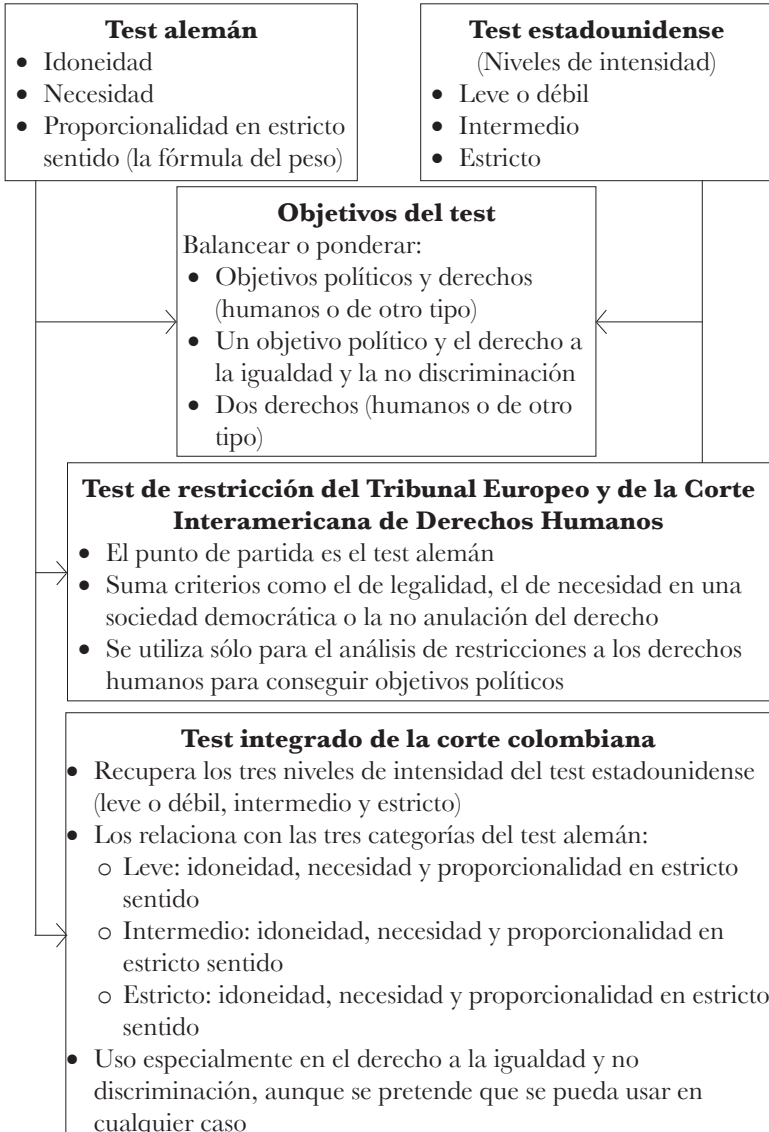 Test alemán
• Idoneidad
• Necesidad
• Proporcionalidad en estricto
sentido (la fórmula del peso)
Test estadounidense
(Niveles de intensidad)
• Leve o débil
• Intermedio
• Estricto
Objetivos del test
Balancear o ponderar:
• Objetivos políticos y derechos
(humanos o de otro tipo)
• Un objetivo político y el derecho a
la igualdad y la no discriminación
• Dos derechos (humanos o de otro
tipo)
Test de restricción del Tribunal Europeo y de la Corte
Interamericana de Derechos Humanos
• El punto de partida es el test alemán
• Suma criterios como el de legalidad, el de necesidad en una
sociedad democrática o la no anulación del derecho
• Se utiliza sólo para el análisis de restricciones a los derechos
humanos para conseguir objetivos políticos
Test integrado de la corte colombiana
• Recupera los tres niveles de intensidad del test estadounidense
(leve o débil, intermedio y estricto)
• Los relaciona con las tres categorías del test alemán:
○ Leve: idoneidad, necesidad y proporcionalidad en estricto
sentido
○ Intermedio: idoneidad, necesidad y proporcionalidad en
estricto sentido
○ Estricto: idoneidad, necesidad y proporcionalidad en estricto
sentido
• Uso especialmente en el derecho a la igualdad y no
discriminación, aunque se pretende que se pueda usar en
cualquier caso